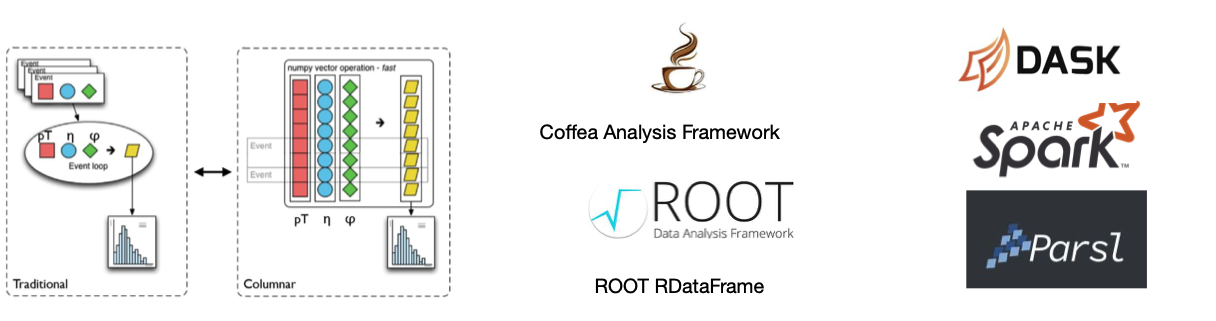 Event
Event
Event
pT η φ
Event loop
Traditional
numpy vector operation - fast
Event
Event
pT η φ
Columnar
Coffea Analysis Framework
ROOT
Data Analysis Framework
ROOT RDataFrame
DASK
APACHE
Spark™
Parsl